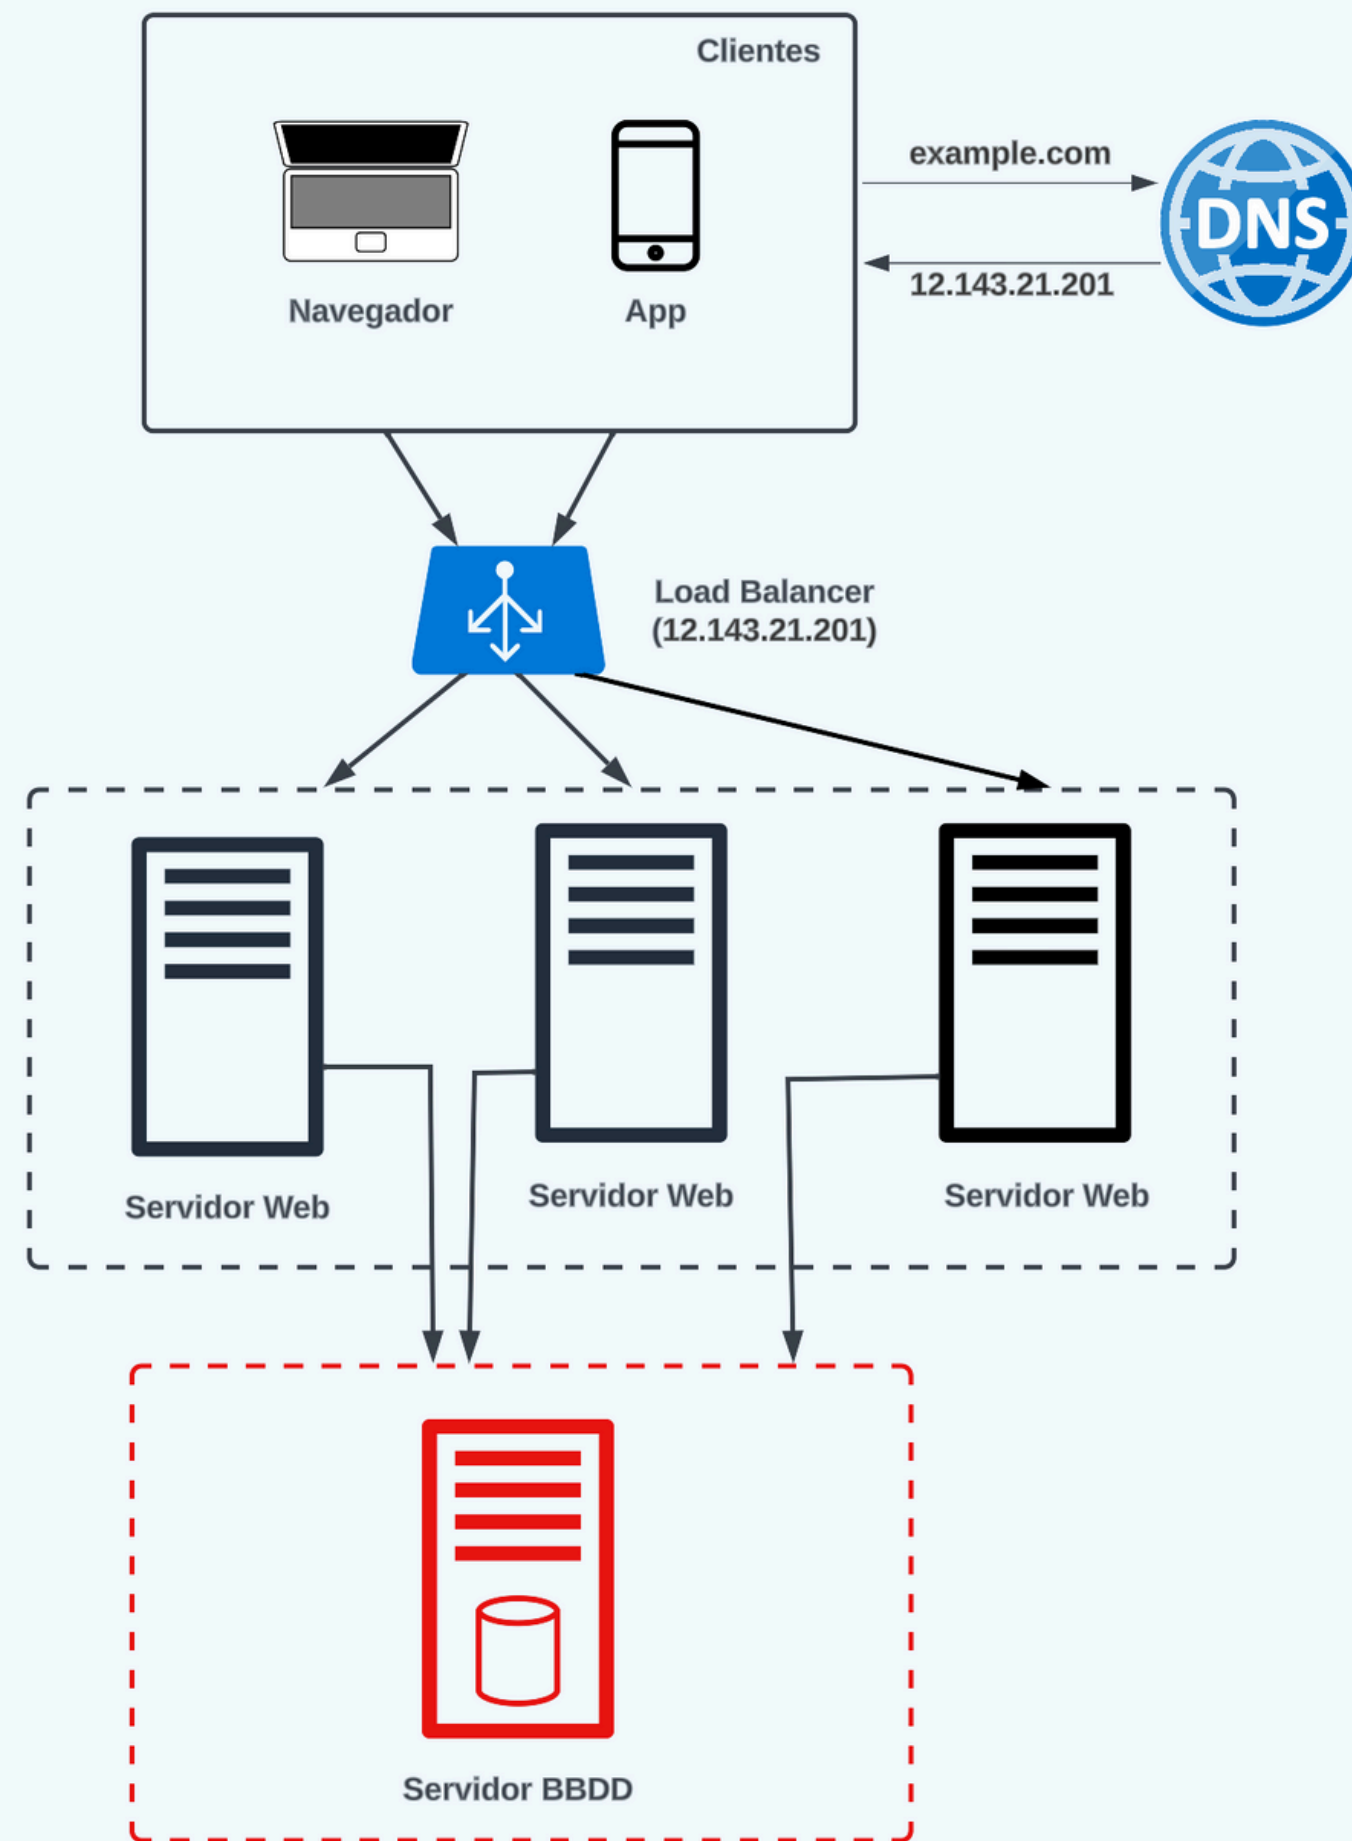 Clientes
Navegador
App
example.com
12.143.21.201
DNS
Load Balancer
(12.143.21.201)
Servidor Web
Servidor Web
Servidor Web
Servidor BBDD